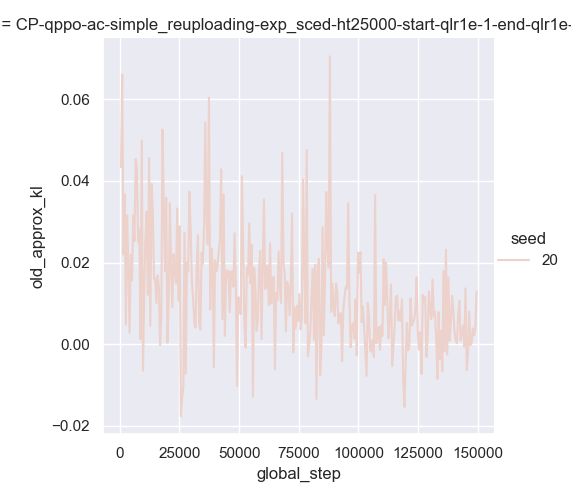 = CP-qppo-ac-simple_reuploading-exp_sced-ht25000-start-qlr1e-1-end-qlr1e-
0.06
0.04
0.02
0.00
−0.02
old_approx_kl
0 25000 50000 75000 100000 125000 150000
global_step
seed
20